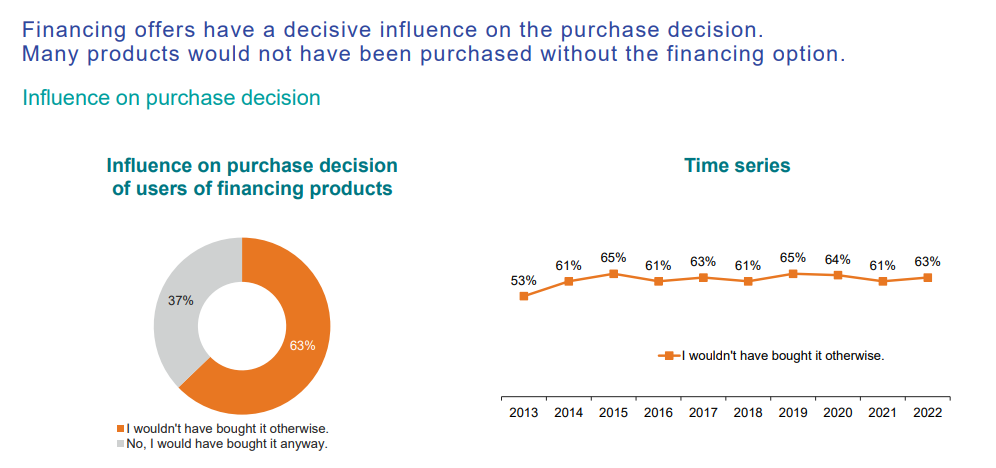 Financing offers have a decisive influence on the purchase decision.
Many products would not have been purchased without the financing option.
Influence on purchase decision
Influence on purchase decision
of users of financing products
37%
63%
I wouldn't have bought it otherwise.
No, I would have bought it anyway.
Time series
53%
61%
65%
61%
63%
61%
65%
64%
61%
63%
I wouldn't have bought it otherwise.
2013 2014 2015 2016 2017 2018 2019 2020 2021 2022